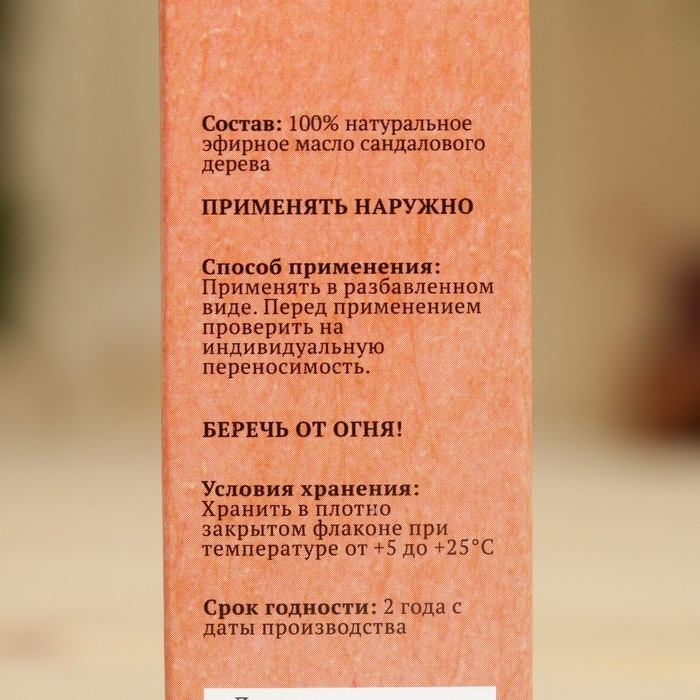 Состав: 100% натуральное
эфирное масло сандалового
дерева
ПРИМЕНЯТЬ НАРУЖНО
Способ применения:
Применять в разбавленном
виде. Перед применением
проверить на
индивидуальную
переносимость.
БЕРЕЧЬ ОТ ОГНЯ!
Условия хранения:
Хранить в плотно
закрытом флаконе при
температуре от +5 до +25°C
Срок годности: 2 года с
даты производства